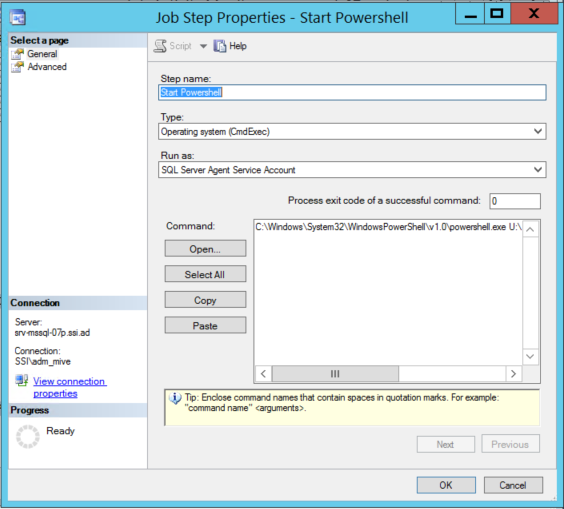 Job Step Properties - Start Powershell
Select a page
General
Advanced
Script
Help
Step name:
Start Powershell
Type:
Operating system (CmdExec)
Run as:
SQL Server Agent Service Account
Process exit code of a successful command: 0
Command:
C:\Windows\System32\WindowsPowerShell\v1.0\powershell.exe U:\
Open...
Select All
Copy
Paste
Connection
Server:
srv-mssql-07p.ssi.ad
Connection:
SSI\adm_mive
View connection
properties
Progress
Ready
Tip: Enclose command names that contain spaces in quotation marks. For example:
"command name" <arguments>.
Next
Previous
OK
Cancel